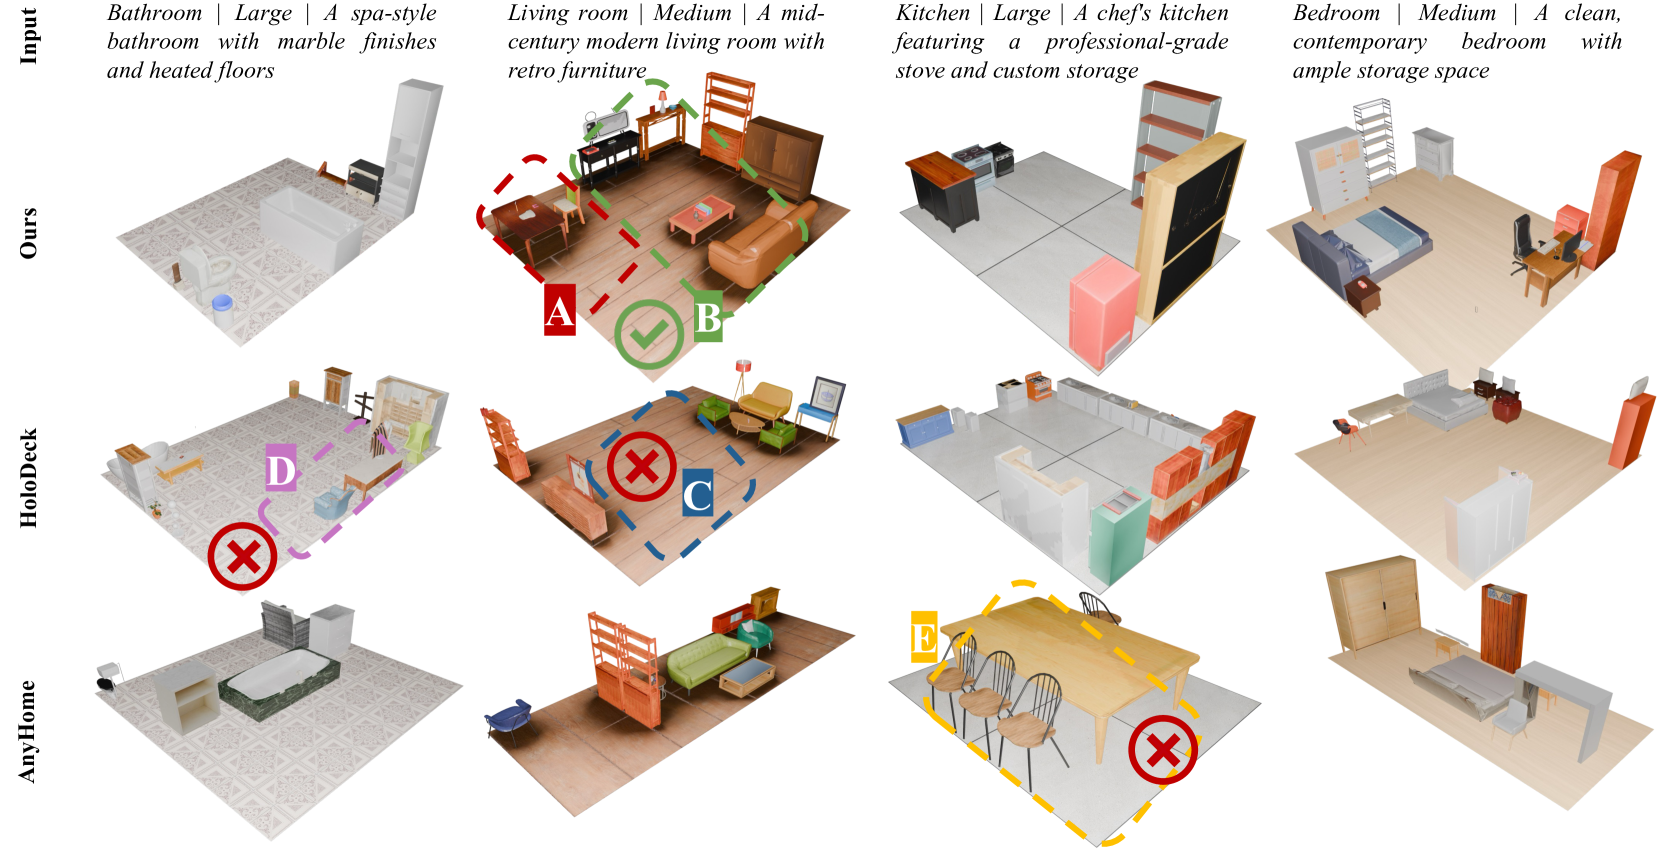 Input
Bathroom | Large | A spa-style
bathroom with marble finishes
and heated floors
Living room | Medium | A mid-
century modern living room with
retro furniture
Kitchen | Large | A chef's kitchen
featuring a professional-grade
stove and custom storage
Bedroom | Medium | A clean,
contemporary bedroom with
ample storage space
Ours
A
B
HoloDeck
D
C
AnyHome
E